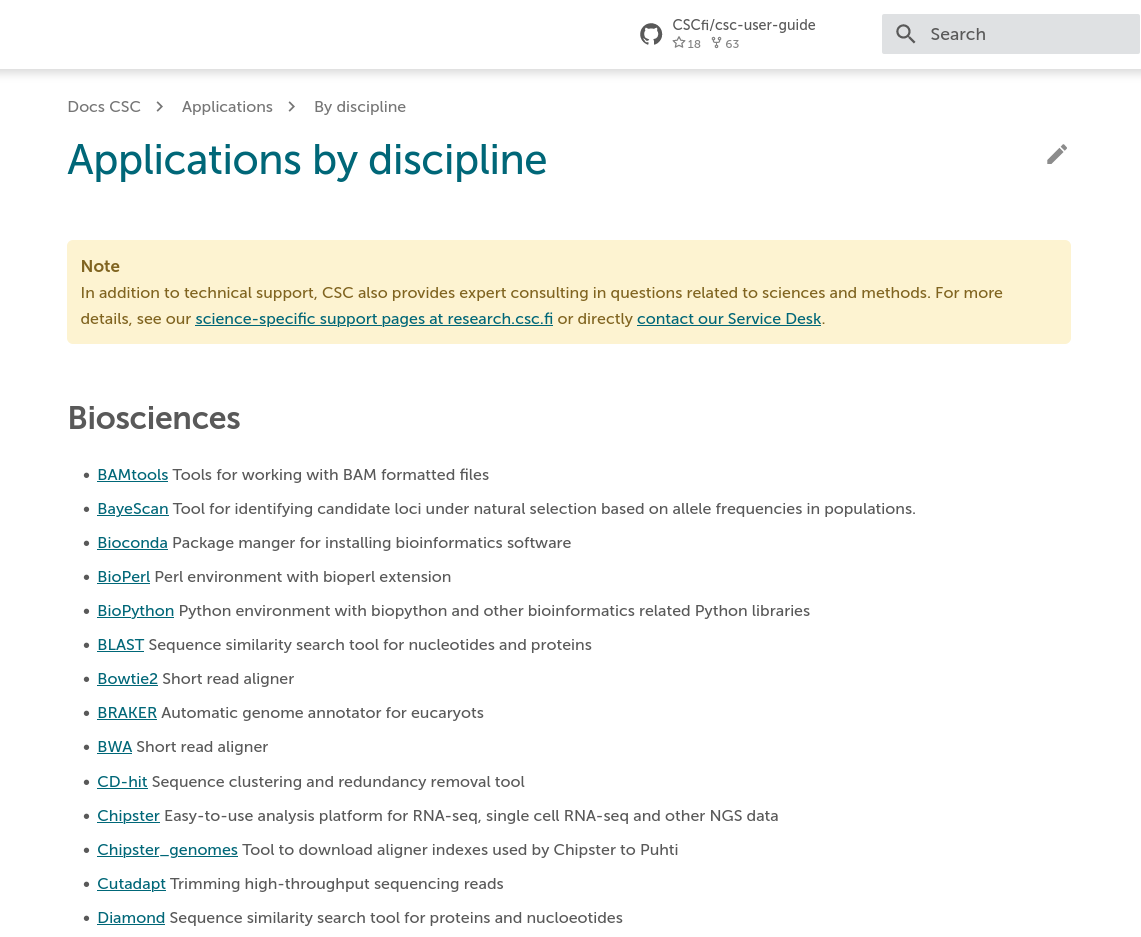 CSCfi/csc-user-guide
18 63
Search
Docs CSC
Applications
By discipline
Applications by discipline
Note
In addition to technical support, CSC also provides expert consulting in questions related to sciences and methods. For more
details, see our science-specific support pages at research.csc.fi or directly contact our Service Desk.
Biosciences
• BAMtools Tools for working with BAM formatted files
• BayeScan Tool for identifying candidate loci under natural selection based on allele frequencies in populations.
• Bioconda Package manger for installing bioinformatics software
• BioPerl Perl environment with bioperl extension
• BioPython Python environment with biopython and other bioinformatics related Python libraries
• BLAST Sequence similarity search tool for nucleotides and proteins
• Bowtie2 Short read aligner
• BRAKER Automatic genome annotator for eucaryots
• BWA Short read aligner
• CD-hit Sequence clustering and redundancy removal tool
• Chipster Easy-to-use analysis platform for RNA-seq, single cell RNA-seq and other NGS data
• Chipster_genomes Tool to download aligner indexes used by Chipster to Puhti
• Cutadapt Trimming high-throughput sequencing reads
• Diamond Sequence similarity search tool for proteins and nucloeotides